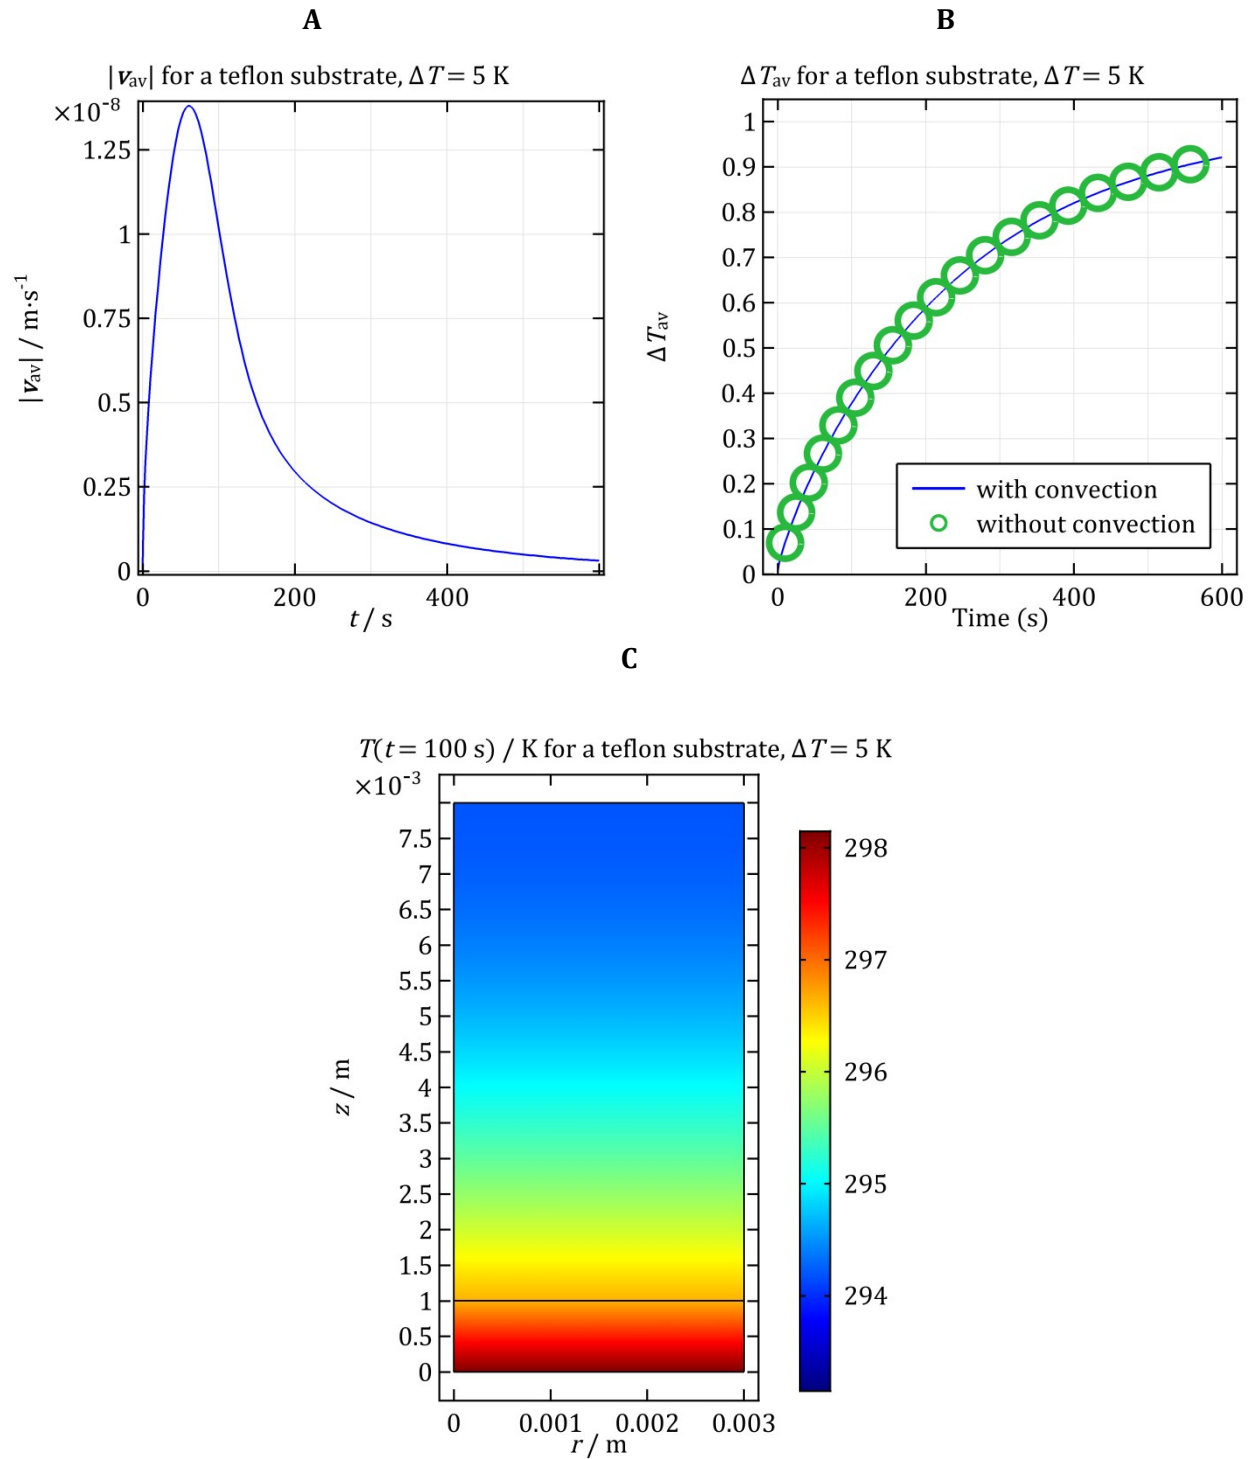 A
|v_av| for a teflon substrate, ΔT = 5 K
×10⁻⁸
1.25
1
0.75
0.5
0.25
0
|v_av| / m·s⁻¹
0 200 400
t / s
B
ΔT_av for a teflon substrate, ΔT = 5 K
1
0.9
0.8
0.7
0.6
0.5
0.4
0.3
0.2
0.1
0
ΔT_av
with convection
without convection
0 200 400 600
Time (s)
C
T(t = 100 s) / K for a teflon substrate, ΔT = 5 K
×10⁻³
7.5
7
6.5
6
5.5
5
4.5
4
3.5
3
2.5
2
1.5
1
0.5
0
z / m
0 0.001 0.002 0.003
r / m
298
297
296
295
294